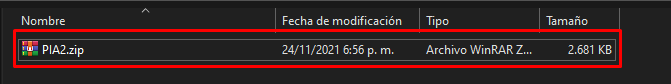 Nombre Fecha de modificación Tipo Tamaño
PIA2.zip 24/11/2021 6:56 p. m. Archivo WinRAR Z... 2.681 KB